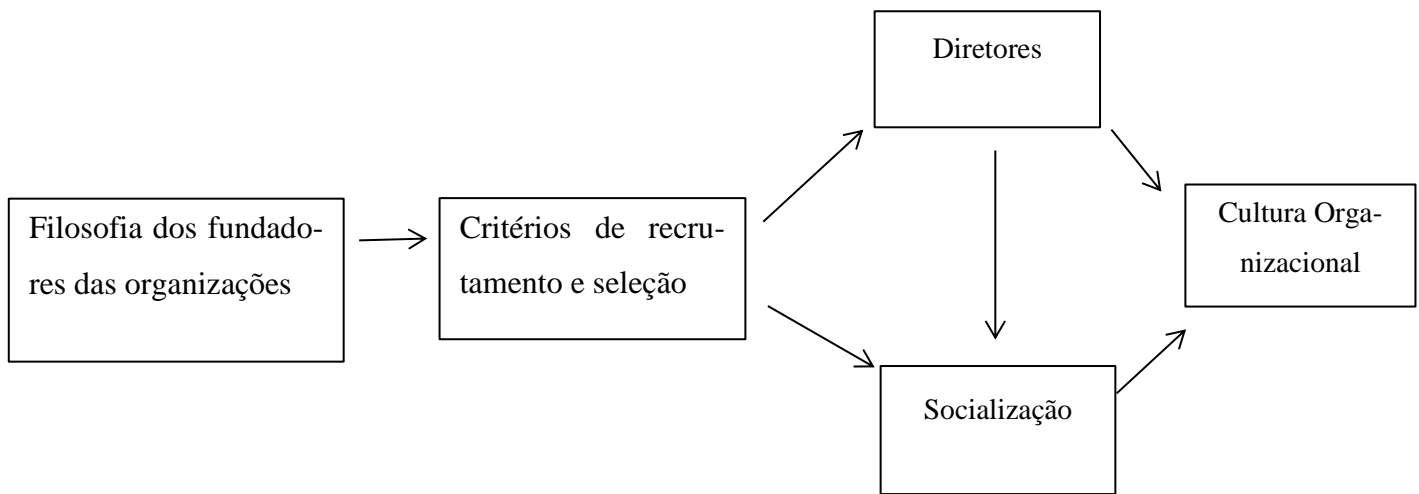 Diretores
Filosofia dos fundado-
res das organizações
Critérios de recru-
tamento e seleção
Cultura Orga-
nizacional
Socialização